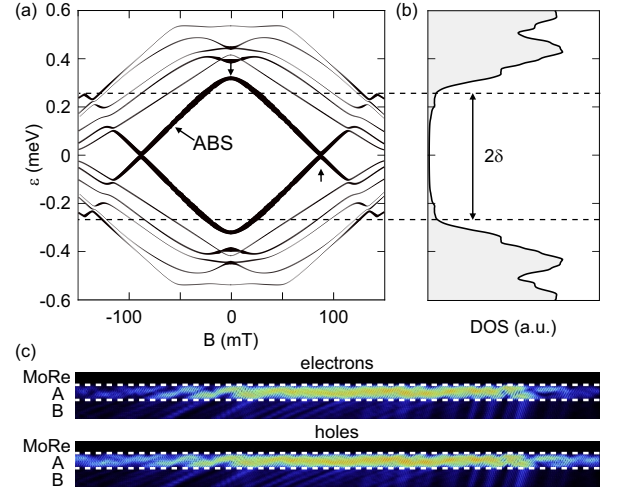 (a)
(b)
0.6
0.4
0.2
0
-0.2
-0.4
-0.6
ε (meV)
ABS
2δ
-100
0
100
B (mT)
DOS (a.u.)
(c)
electrons
MoRe
A
B
holes
MoRe
A
B